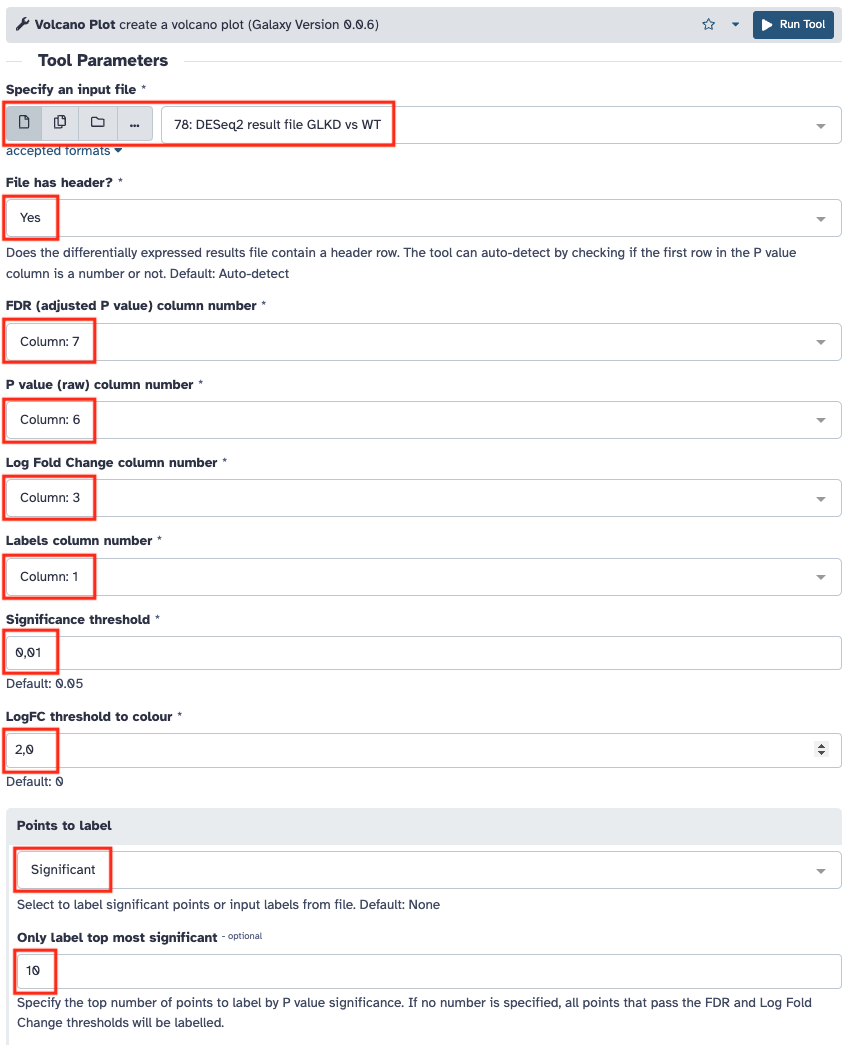 Volcano Plot create a volcano plot (Galaxy Version 0.0.6)
Run Tool
Tool Parameters
Specify an input file *
... 78: DESeq2 result file GLKD vs WT
accepted formats
File has header? *
Yes
Does the differentially expressed results file contain a header row. The tool can auto-detect by checking if the first row in the P value
column is a number or not. Default: Auto-detect
FDR (adjusted P value) column number *
Column: 7
P value (raw) column number *
Column: 6
Log Fold Change column number *
Column: 3
Labels column number *
Column: 1
Significance threshold *
0,01
Default: 0.05
LogFC threshold to colour *
2,0
Default: 0
Points to label
Significant
Select to label significant points or input labels from file. Default: None
Only label top most significant - optional
10
Specify the top number of points to label by P value significance. If no number is specified, all points that pass the FDR and Log Fold
Change thresholds will be labelled.